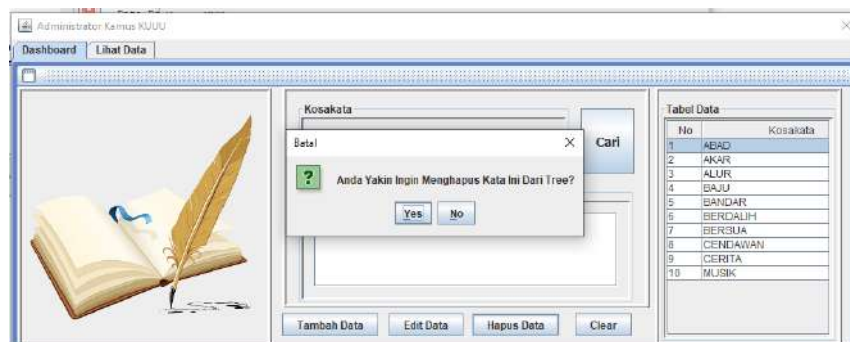 Administrator Kamus KUUU
Dashboard Lihat Data
Kosakata
Cari
Batal
Anda Yakin Ingin Menghapus Kata Ini Dari Tree?
Yes No
Tambah Data Edit Data Hapus Data Clear
Tabel Data
No Kosakata
1 ABAD
2 AKAR
3 ALUR
4 BAJU
5 BANDAR
6 BERDALIH
7 BERSUA
8 CENDAWAN
9 CERITA
10 MUSIK